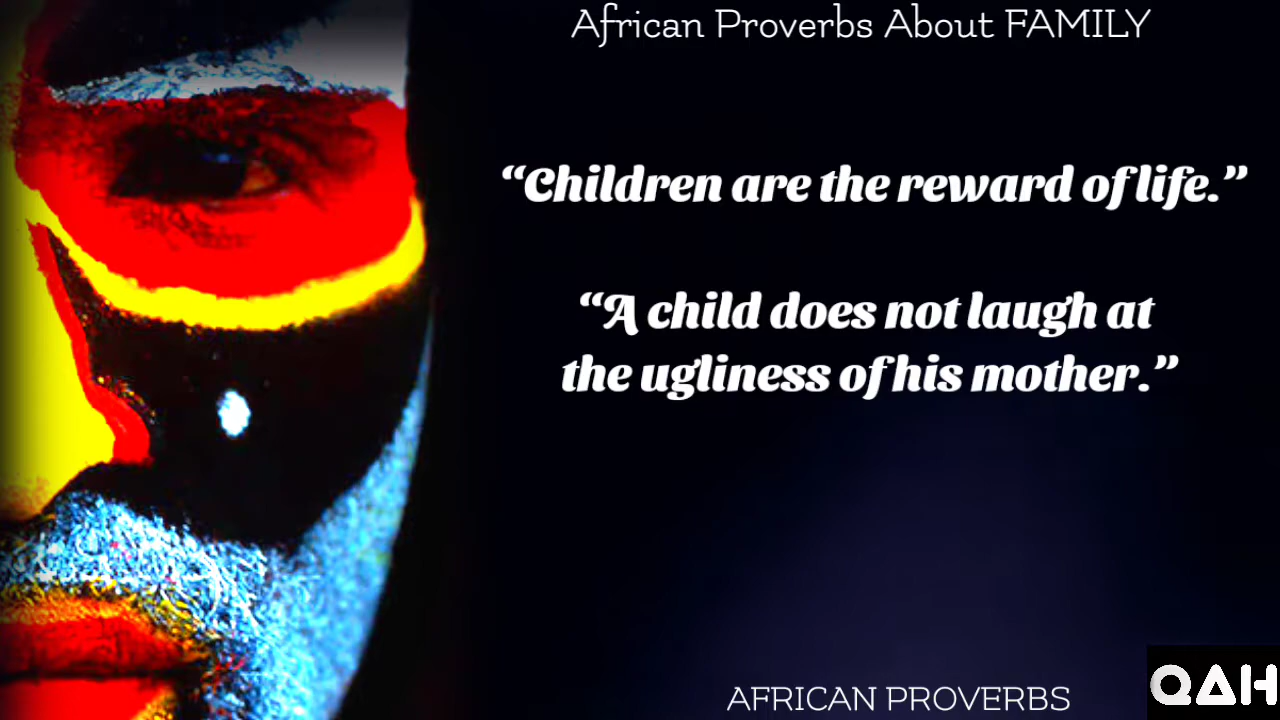 African Proverbs About FAMILY
“Children are the reward of life.”
“A child does not laugh at
the ugliness of his mother.”
AFRICAN PROVERBS
QAH